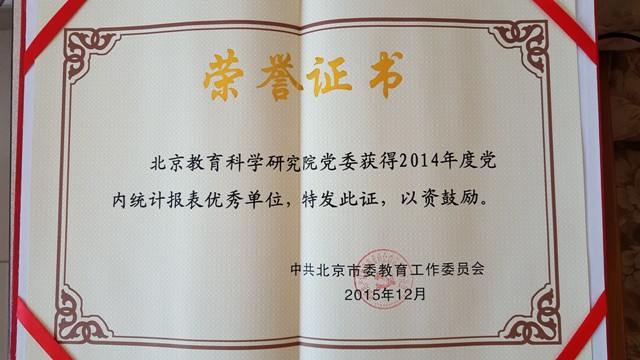 荣誉证书
北京教育科学研究院党委获得2014年度党
内统计报表优秀单位，特发此证，以资鼓励。
中共北京市委教育工作委员会
2015年12月